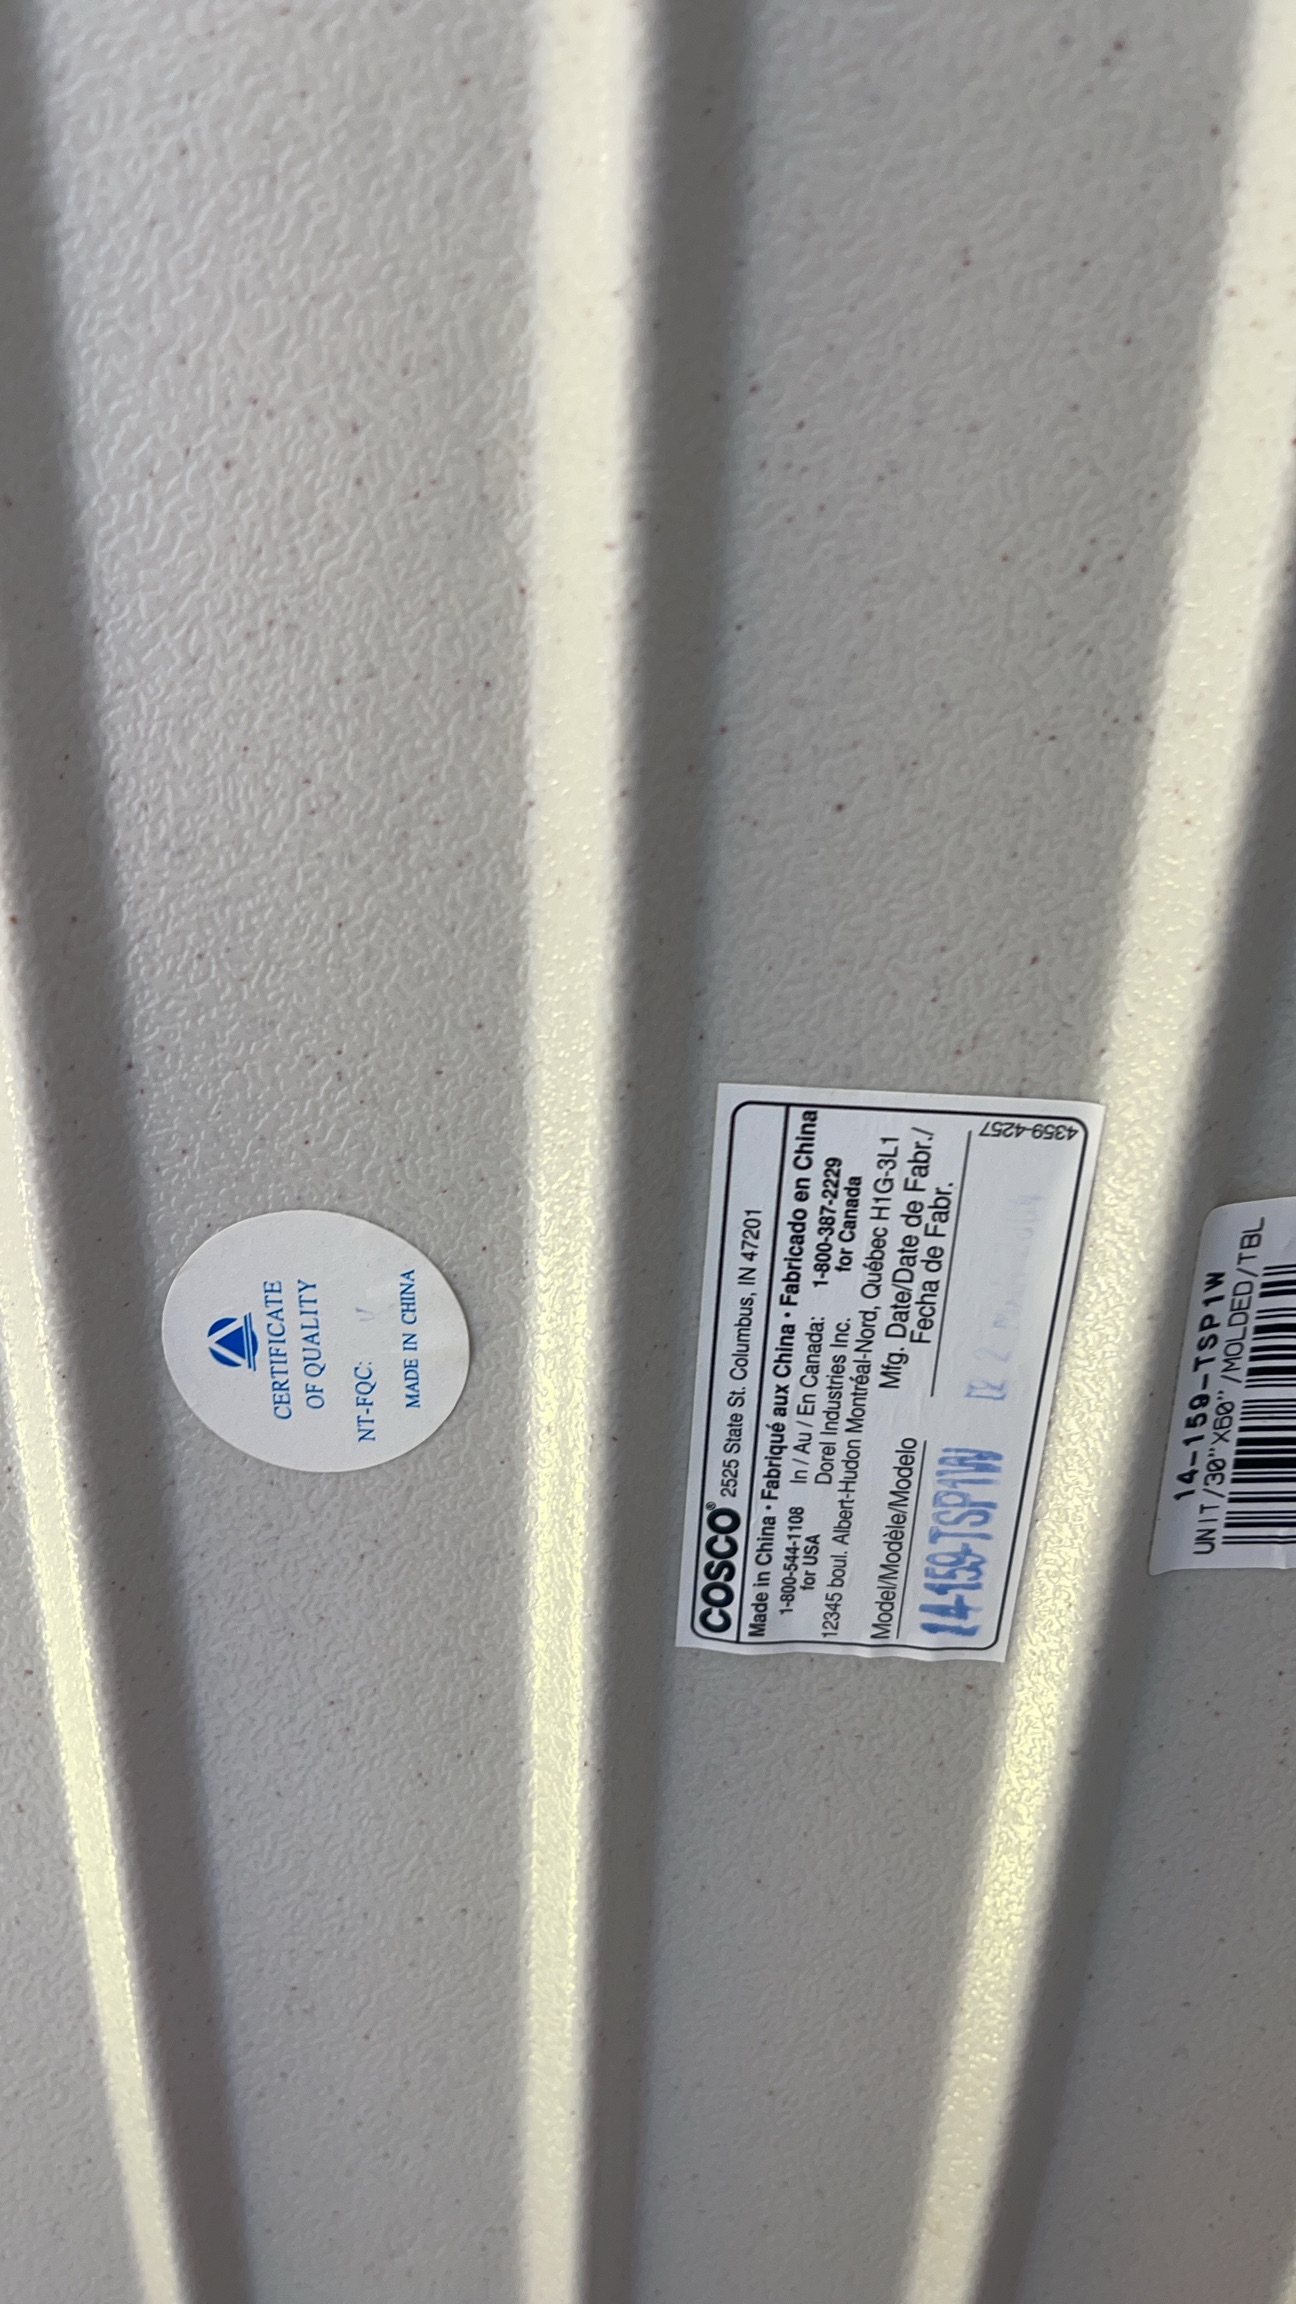 CERTIFICATE
OF QUALITY
NT-FQC:
MADE IN CHINA
COSCO® 2525 State St. Columbus, IN 47201
Made in China • Fabriqué aux China • Fabricado en China
1-800-544-1108 In / Au / En Canada: 1-800-387-2229
for USA Dorel Industries Inc. for Canada
12345 boul. Albert-Hudon Montréal-Nord, Québec H1G-3L1
Model/Modèle/Modelo Mfg. Date/Date de Fabr./
Fecha de Fabr.
14-159-TSP1W
4359-4257
14-159-TSP1W
UNIT/30"X60"/MOLDED/TBL